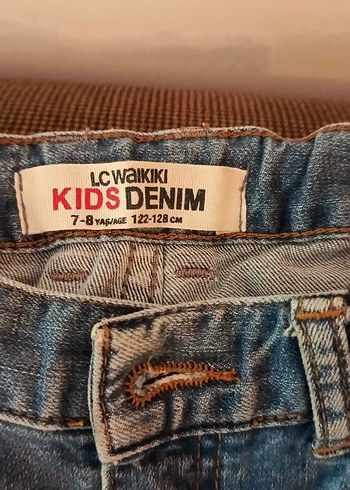 LC WAIKIKI
KIDS DENIM
7-8 YAŞ/AGE 122-128 CM